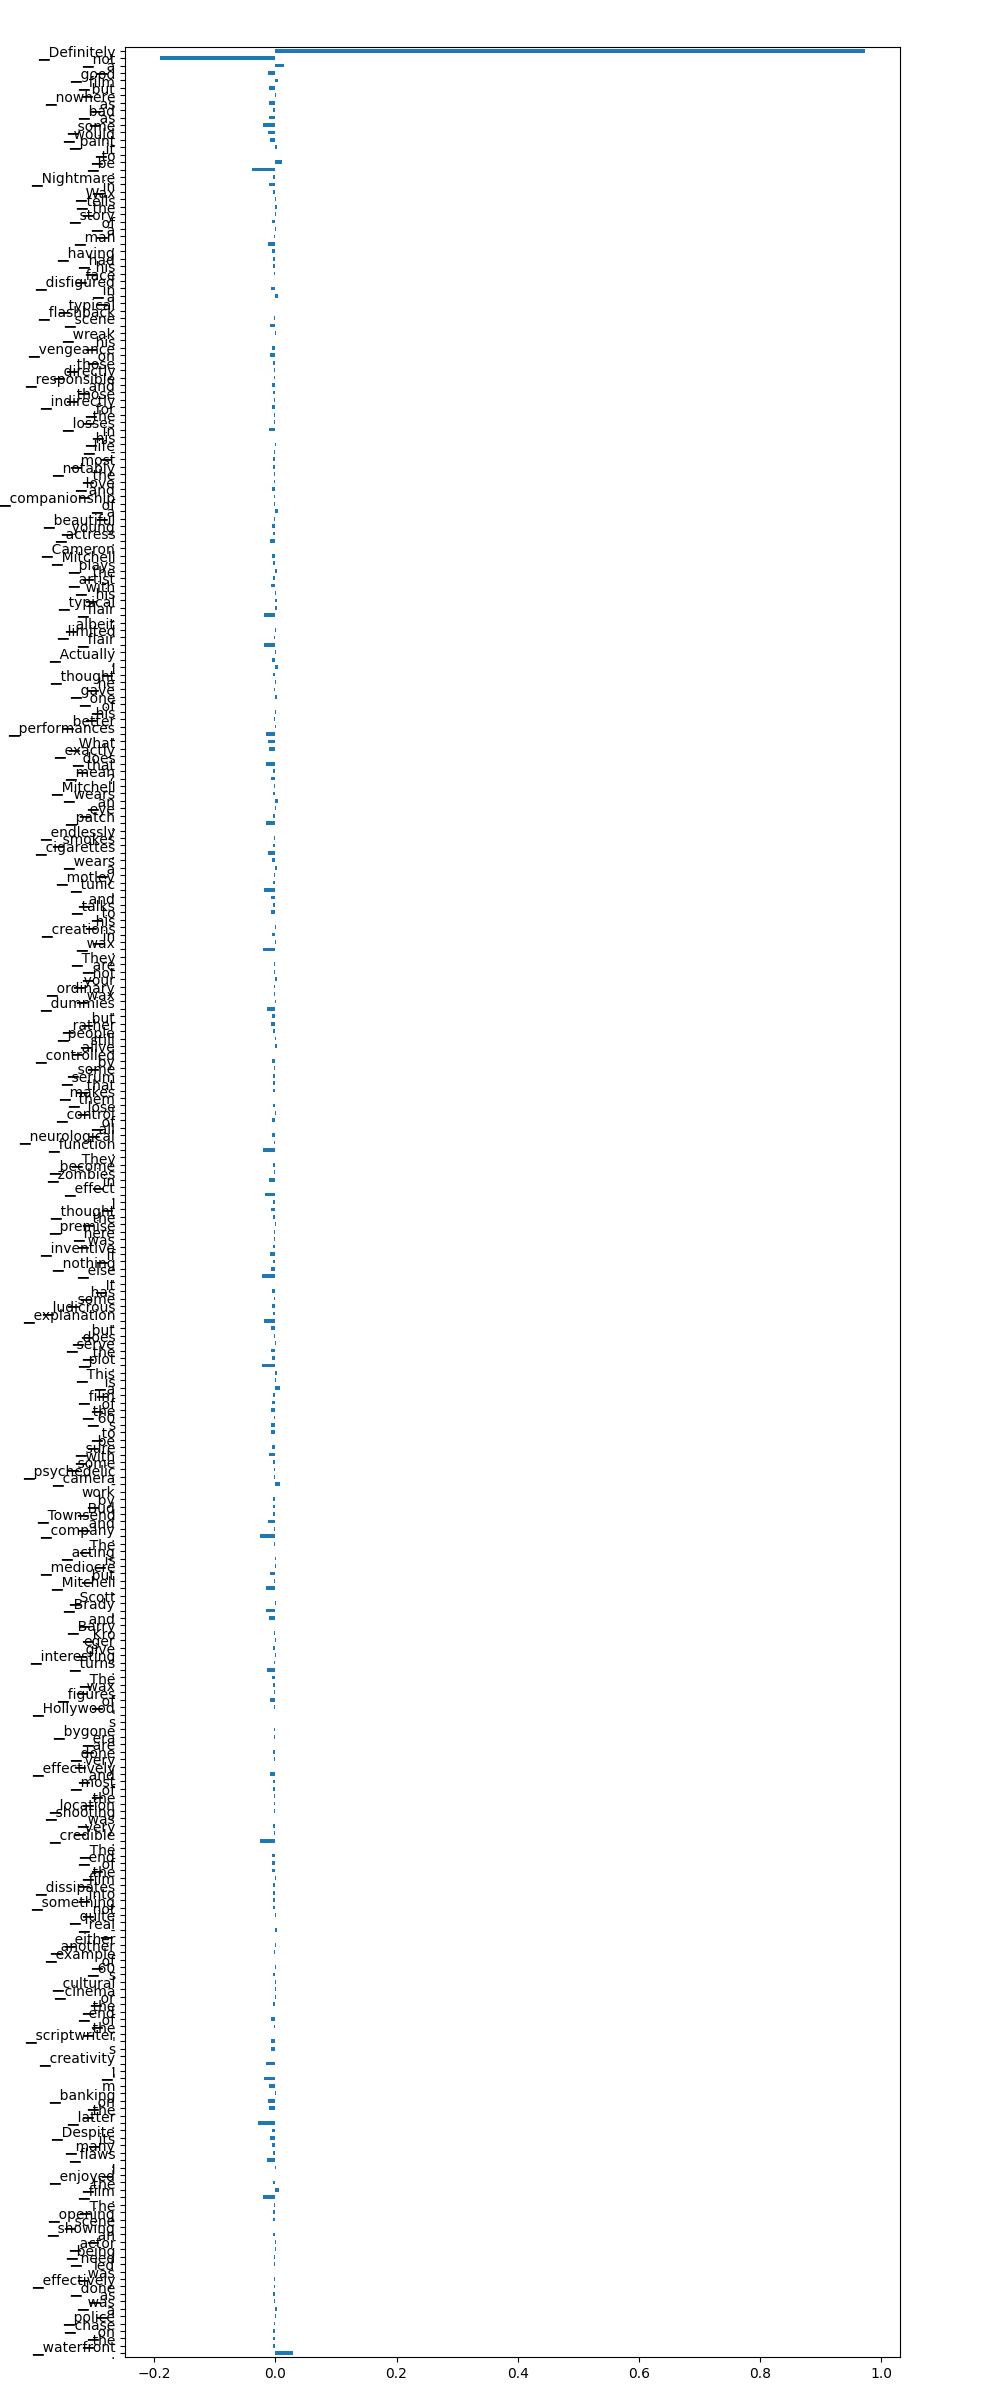 _Definitely
_not
_a
_good
_film
_but
_nowhere
_as
_bad
_as
_some
_would
_paint
_it
_to
_be
.
_Nightmare
_in
_Wax
_tells
_the
_story
_of
_a
_man
_having
_had
_his
_face
_disfigured
_in
_a
_typical
_flashback
_scene
_wreak
_his
_vengeance
_on
_those
_directly
_responsible
_and
_those
_indirectly
_for
_the
_losses
_in
_his
_life
_most
_notably
_the
_love
_and
_companionship
_of
_a
_beautiful
_young
_actress
_Cameron
_Mitchell
_plays
_the
_artist
_with
_his
_typical
_flair
_albeit
_limited
_flair
_Actually
_I
_thought
_he
_gave
_one
_of
_his
_better
_performances
_What
_exactly
_does
_that
_mean
?
_Mitchell
_wears
_an
_eye
_patch
_endlessly
_smokes
_cigarettes
_wears
_a
_motley
_tunic
_and
_talks
_to
_his
_creations
_in
_wax
_They
_are
_not
_your
_ordinary
_wax
_dummies
_but
_rather
_people
_still
_alive
_controlled
_by
_some
_serum
_that
_makes
_them
_lose
_control
_of
_all
_neurological
_function
_They
_become
_zombies
_in
_effect
_I
_thought
_the
_premise
_here
_was
_inventive
_if
_nothing
_else
_It
_has
_some
_ludicrous
_explanation
_but
_does
_serve
_the
_plot
_This
_is
_a
_film
_of
_the
_60
s
_to
_be
_sure
_with
_some
_psychedelic
_camera
work
_by
_Bud
_Townsend
_and
_company
_The
_acting
_is
_mediocre
_but
_Mitchell
_Scott
_Brady
_and
_Barry
_Kro
eger
_give
_interesting
_turns
_The
_wax
_figures
_of
_Hollywood
s
_bygone
_era
_are
_done
_very
_effectively
_and
_most
_of
_the
_location
_shooting
_was
_very
_credible
_The
_end
_of
_the
_film
_dissipates
_into
_something
_not
_quite
_real
_either
_another
_example
_of
_60
s
_cultural
_cinema
_or
_the
_end
_of
_the
_scriptwriter
s
_creativity
_I
m
_banking
_on
_the
_latter
_Despite
_its
_many
_flaws
_I
_enjoyed
_the
_film
_The
_opening
_scene
_showing
_an
_actor
_being
_need
led
_was
_effectively
_done
_as
_was
_a
_police
_chase
_on
_the
_waterfront
.
−0.2 0.0 0.2 0.4 0.6 0.8 1.0